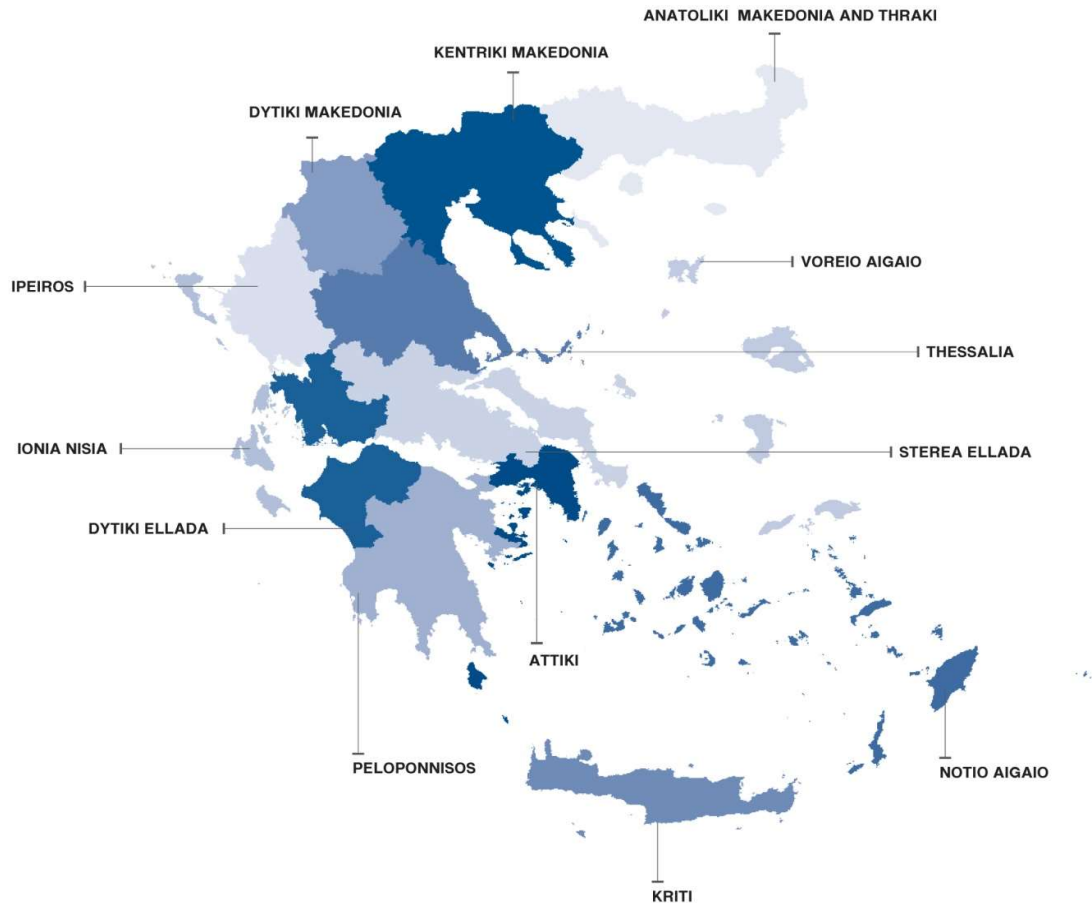 ANATOLIKI MAKEDONIA AND THRAKI
KENTRIKI MAKEDONIA
DYTIKI MAKEDONIA
VOREIO AIGAIO
IPEIROS
THESSALIA
IONIA NISIA
STEREA ELLADA
DYTIKI ELLADA
ATTIKI
PELOPONNISOS
NOTIO AIGAIO
KRITI